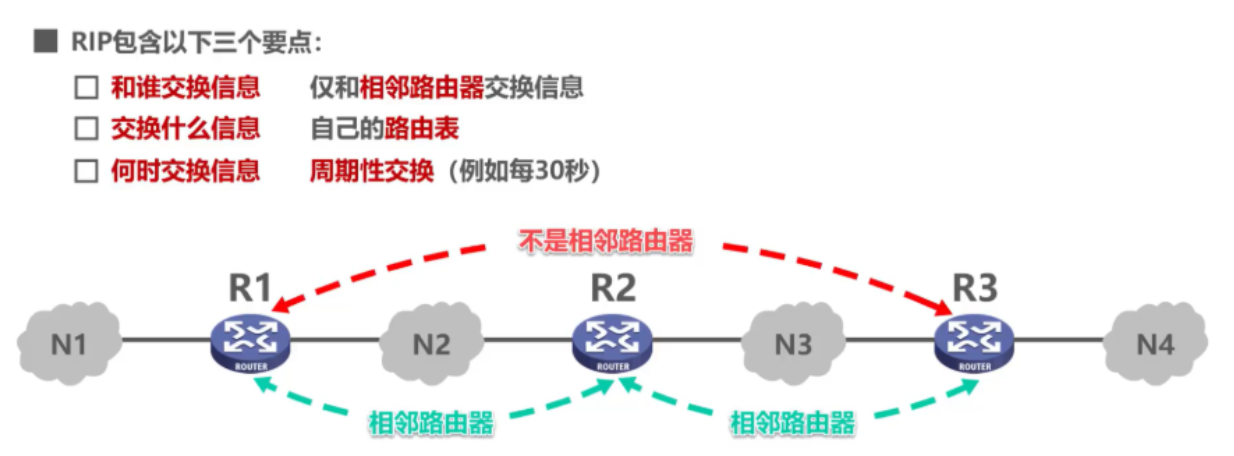 RIP包含以下三个要点：
和谁交换信息 仅和相邻路由器交换信息
交换什么信息 自己的路由表
何时交换信息 周期性交换（例如每30秒）
不是相邻路由器
R1 R2 R3
N1 N2 N3 N4
ROUTER ROUTER ROUTER
相邻路由器 相邻路由器